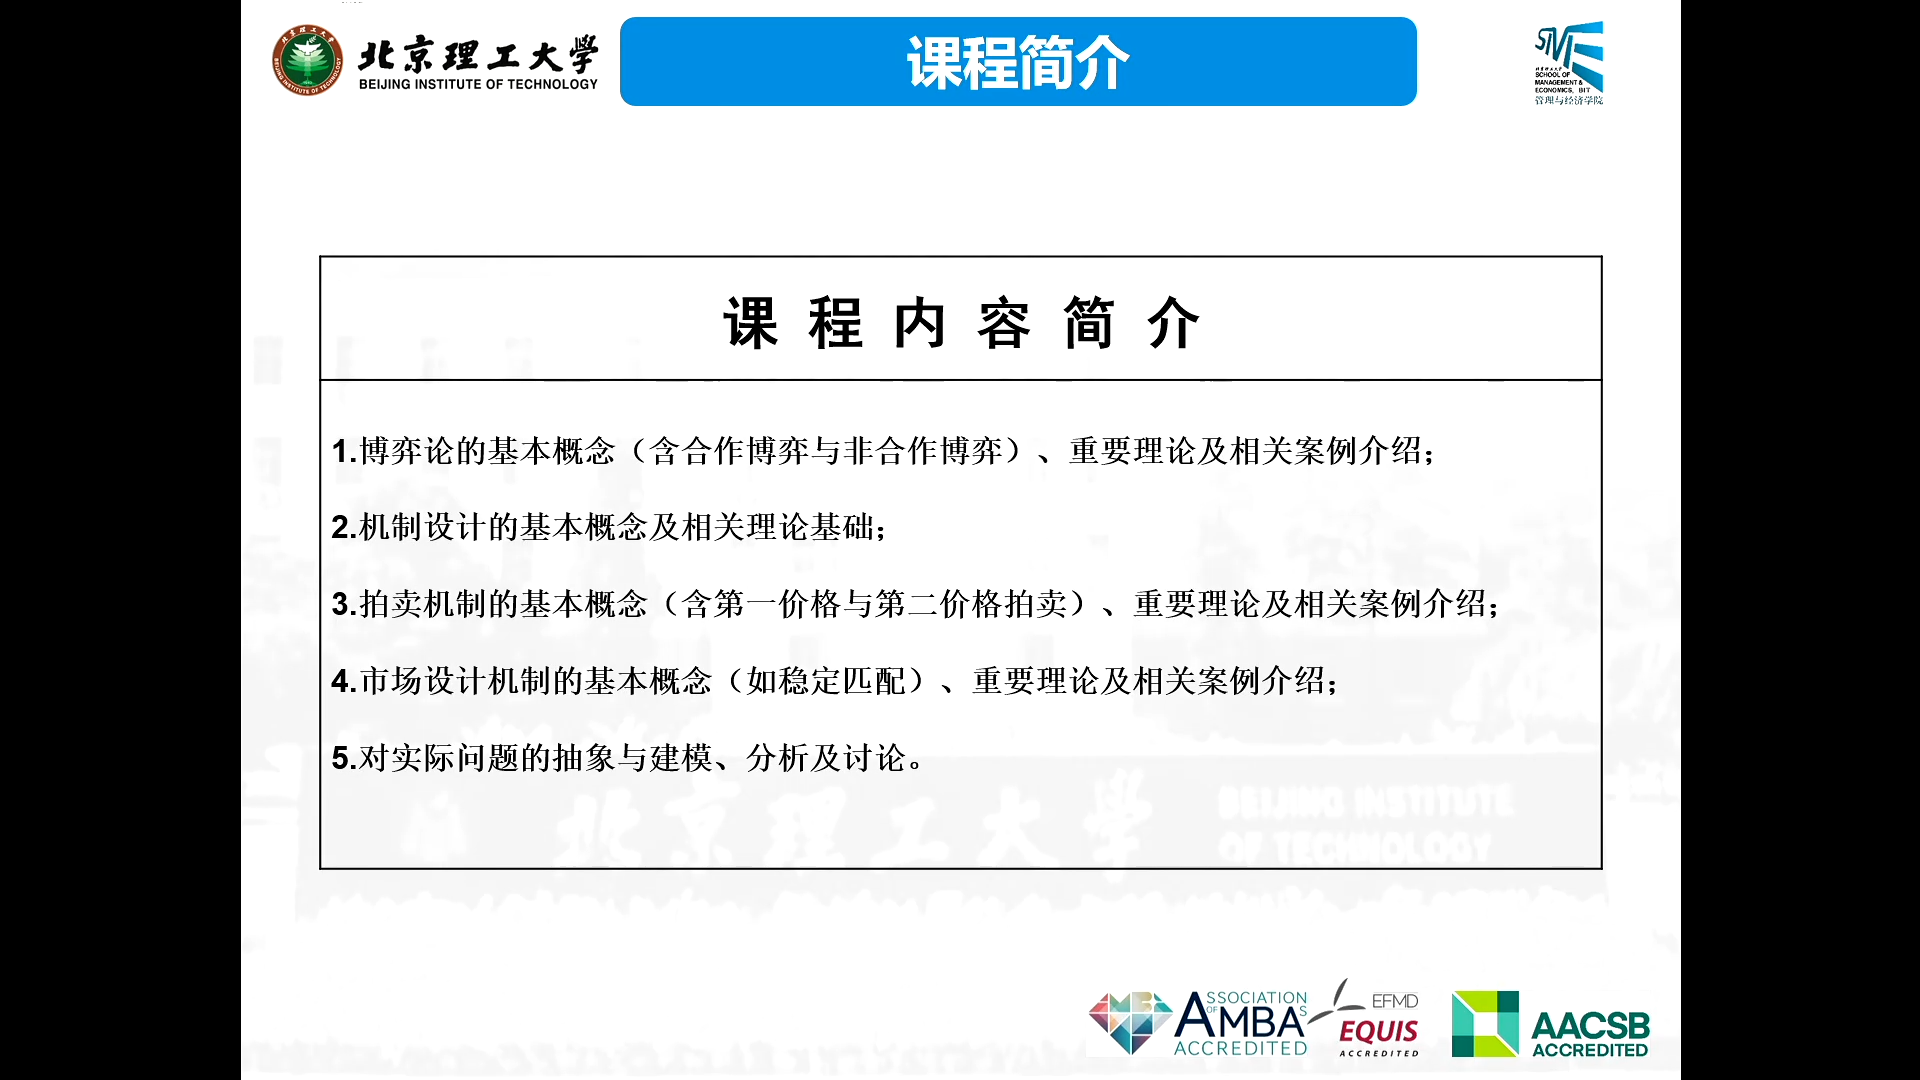 北京理工大学
BEIJING INSTITUTE OF TECHNOLOGY
课程简介
SCHOOL OF
MANAGEMENT &
ECONOMICS, BIT
管理与经济学院
课程内容简介
1.博弈论的基本概念（含合作博弈与非合作博弈）、重要理论及相关案例介绍；
2.机制设计的基本概念及相关理论基础；
3.拍卖机制的基本概念（含第一价格与第二价格拍卖）、重要理论及相关案例介绍；
4.市场设计机制的基本概念（如稳定匹配）、重要理论及相关案例介绍；
5.对实际问题的抽象与建模、分析及讨论。
北京理工大学
BEIJING INSTITUTE
OF TECHNOLOGY
ASSOCIATION
OF AMBAS
ACCREDITED
EFMD
EQUIS
ACCREDITED
AACSB
ACCREDITED